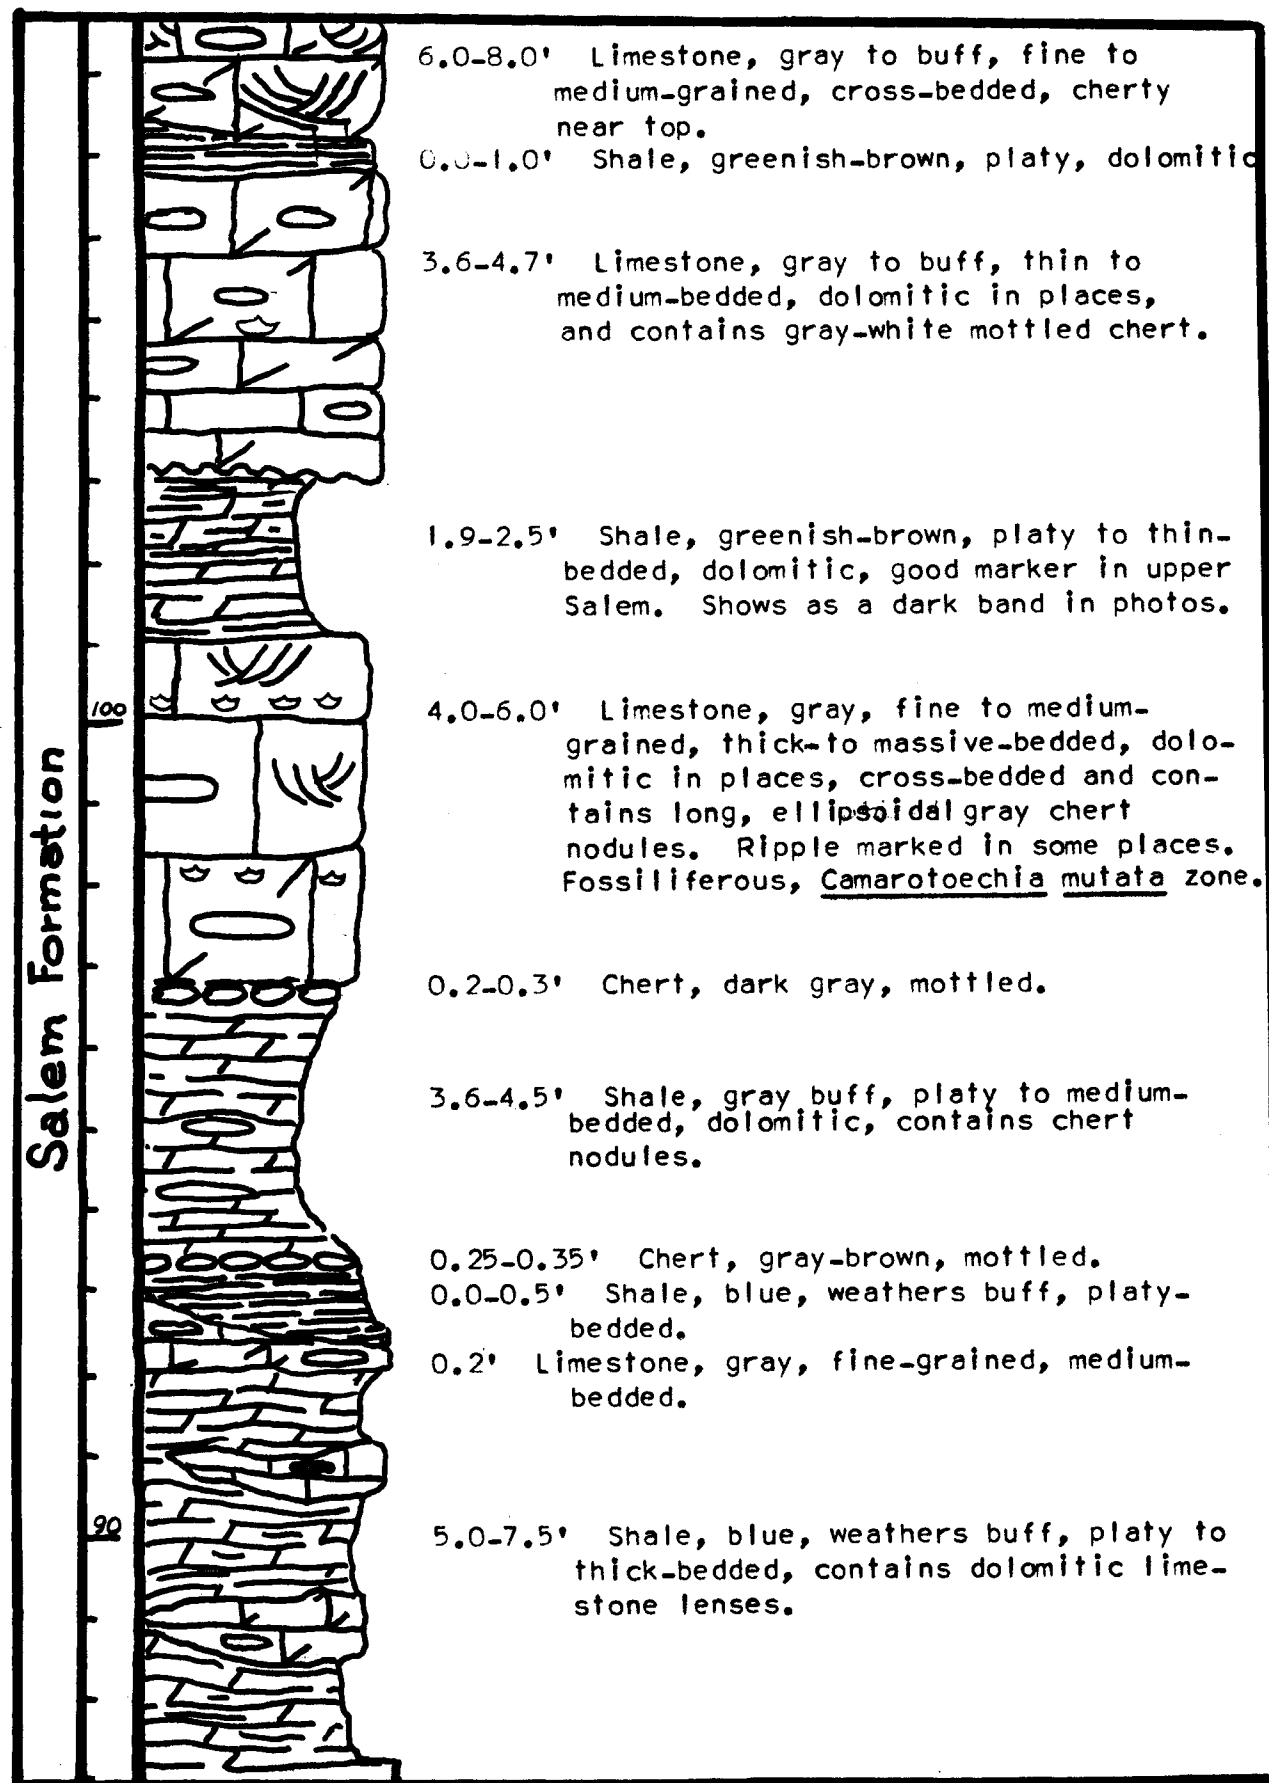 Salem Formation
6.0-8.0' Limestone, gray to buff, fine to
medium-grained, cross-bedded, cherty
near top.
0.0-1.0' Shale, greenish-brown, platy, dolomitic
3.6-4.7' Limestone, gray to buff, thin to
medium-bedded, dolomitic in places,
and contains gray-white mottled chert.
1.9-2.5' Shale, greenish-brown, platy to thin-
bedded, dolomitic, good marker in upper
Salem. Shows as a dark band in photos.
100
4.0-6.0' Limestone, gray, fine to medium-
grained, thick-to massive-bedded, dolo-
mitic in places, cross-bedded and con-
tains long, ellipsoidal gray chert
nodules. Ripple marked in some places.
Fossiliferous, Camarotoechia mutata zone.
0.2-0.3' Chert, dark gray, mottled.
3.6-4.5' Shale, gray buff, platy to medium-
bedded, dolomitic, contains chert
nodules.
0.25-0.35' Chert, gray-brown, mottled.
0.0-0.5' Shale, blue, weathers buff, platy-
bedded.
0.2' Limestone, gray, fine-grained, medium-
bedded.
90
5.0-7.5' Shale, blue, weathers buff, platy to
thick-bedded, contains dolomitic lime-
stone lenses.